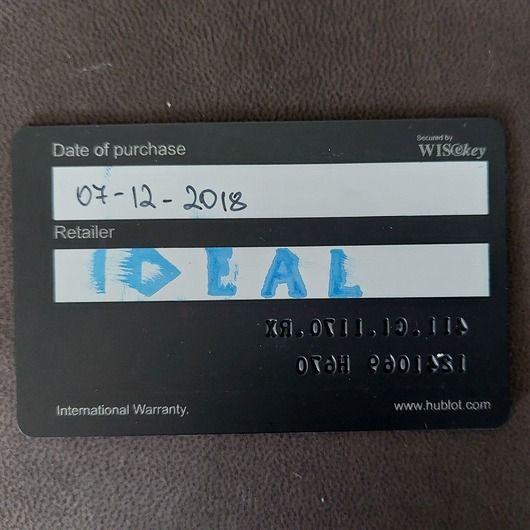 Secured by
Date of purchase
WISekey
07-12-2018
Retailer
IDEAL
411.CI.1170.RX
H670
International Warranty.
www.hublot.com